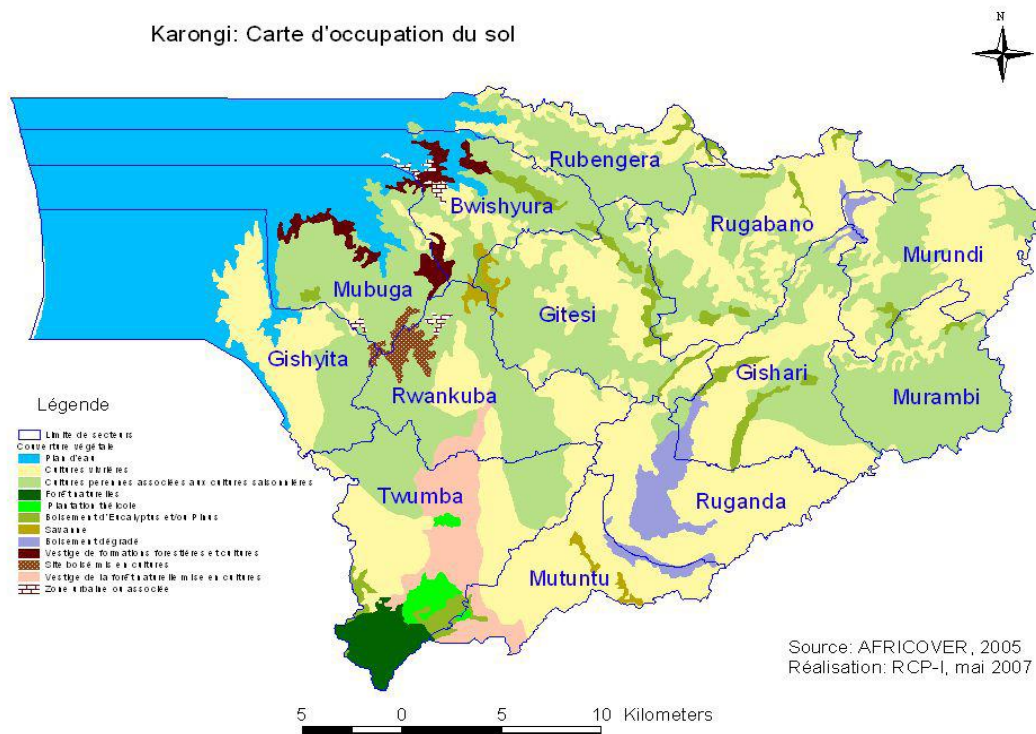 Karongi: Carte d'occupation du sol
N
Rubengera
Bwishyura
Rugabano
Murundi
Mubuga
Gitesi
Gishyita
Gishari
Rwankuba
Murambi
Twumba
Ruganda
Mutuntu
Légende
Limite de secteurs
Couverture végétale
Plan d'eau
Cultures vivrières
Cultures perennes associées aux cultures saisonnières
Forêt naturelles
Plantation théicole
Boisement d'Eucalyptus et/ou Pinus
Savanne
Boisement dégradé
Vestige de formations forestières et cultures
Site boisé mis en cultures
Vestige de la forêt naturelle mise en cultures
Zone urbaine ou associée
Source: AFRICOVER, 2005
Réalisation: RCP-I, mai 2007
5 0 5 10 Kilometers